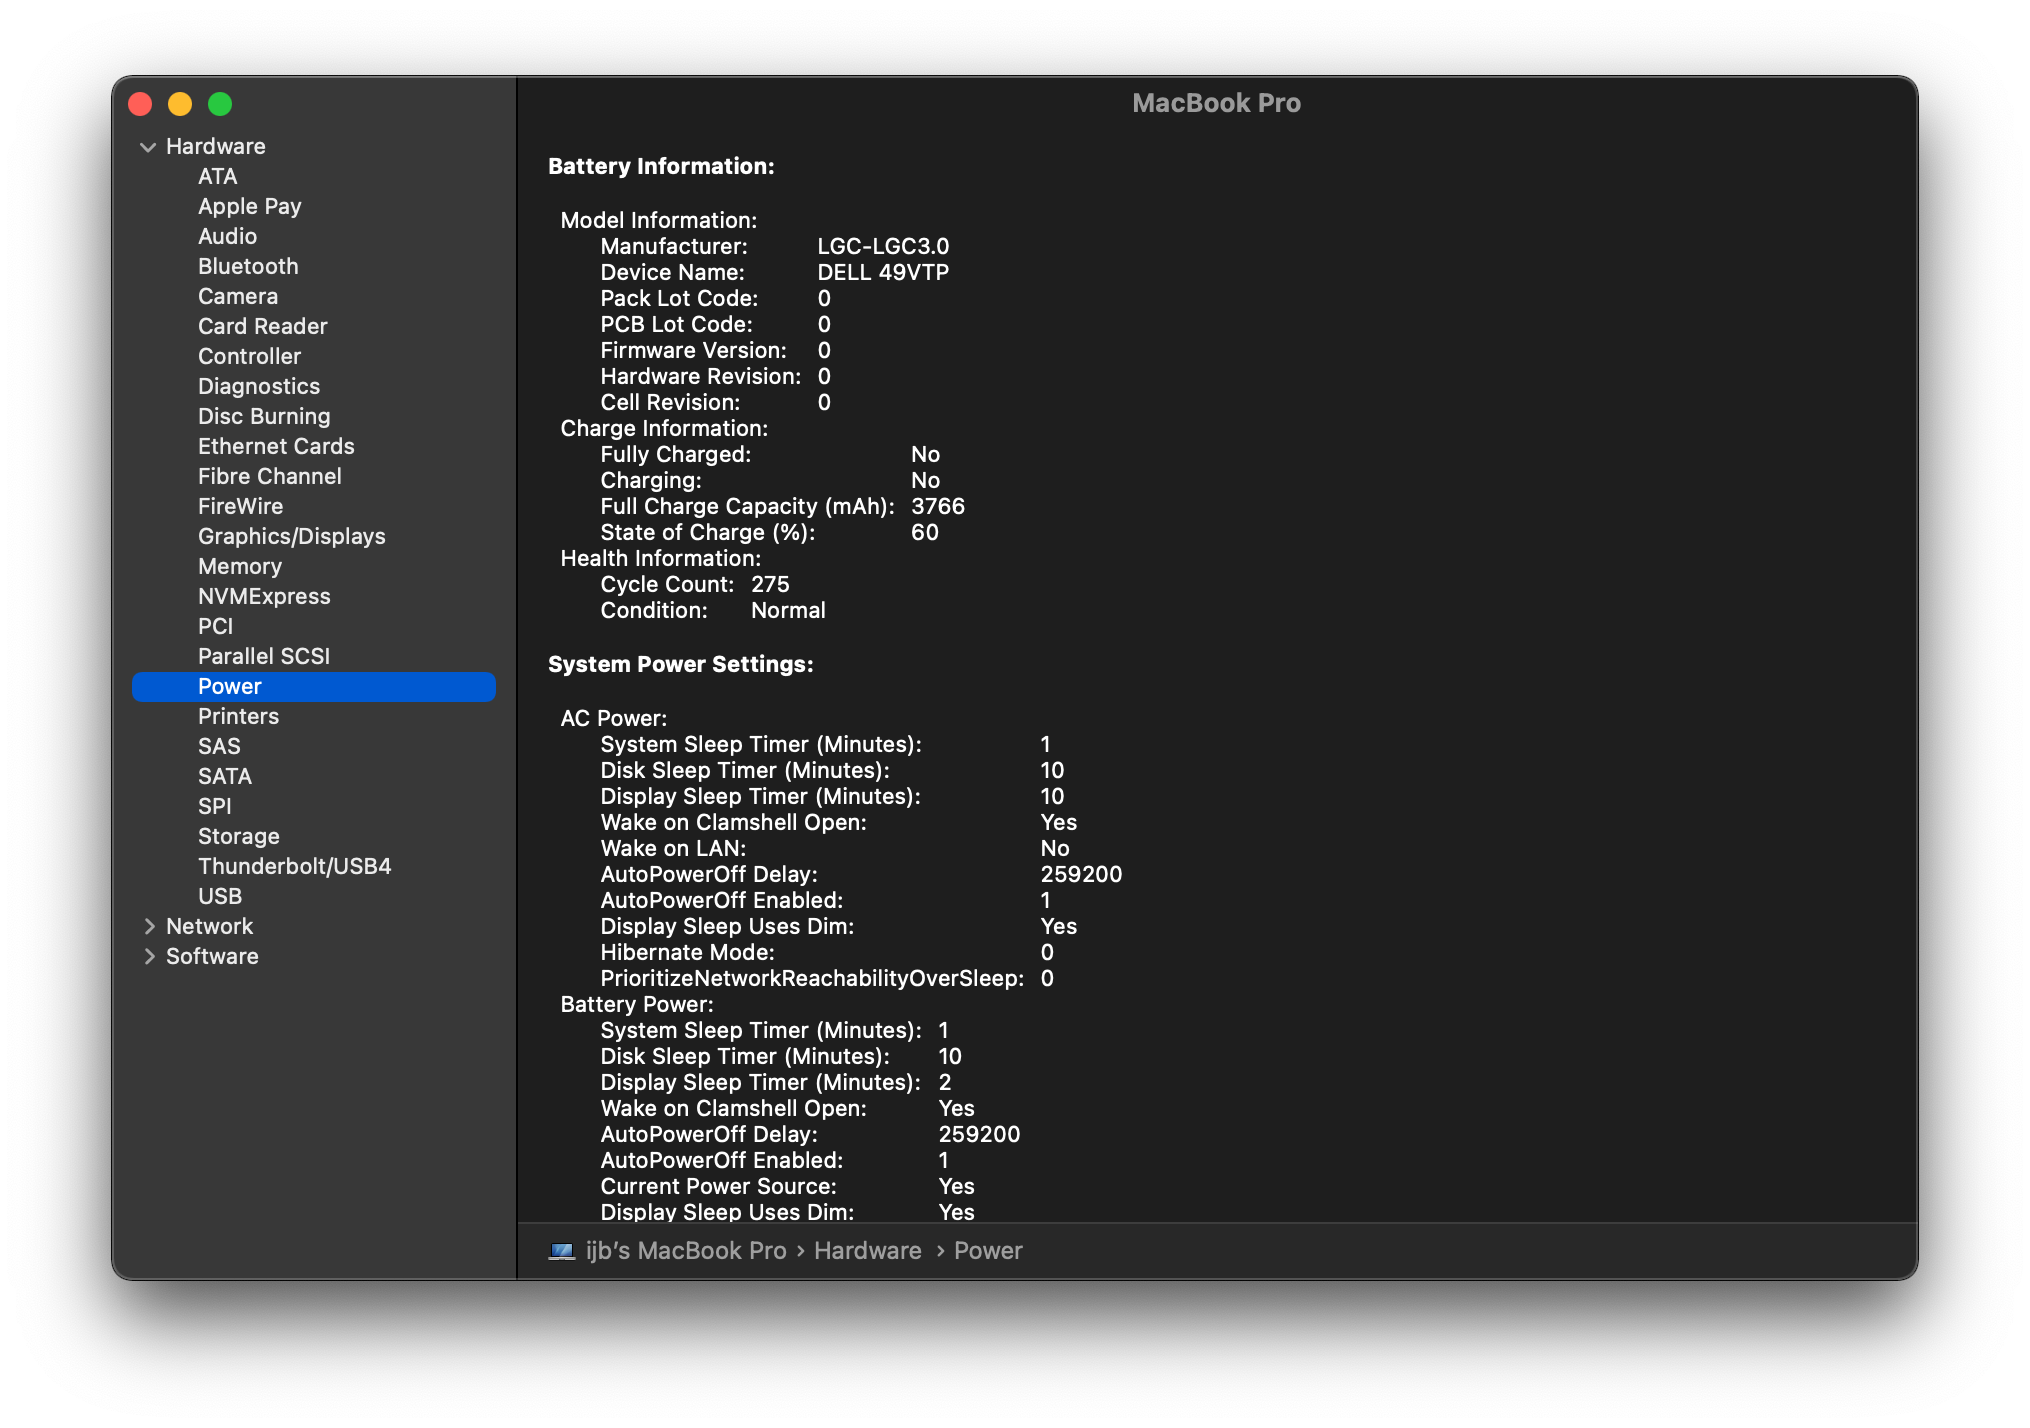 MacBook Pro
Hardware
ATA
Apple Pay
Audio
Bluetooth
Camera
Card Reader
Controller
Diagnostics
Disc Burning
Ethernet Cards
Fibre Channel
FireWire
Graphics/Displays
Memory
NVMExpress
PCI
Parallel SCSI
Power
Printers
SAS
SATA
SPI
Storage
Thunderbolt/USB4
USB
Network
Software
Battery Information:
Model Information:
Manufacturer: LGC-LGC3.0
Device Name: DELL 49VTP
Pack Lot Code: 0
PCB Lot Code: 0
Firmware Version: 0
Hardware Revision: 0
Cell Revision: 0
Charge Information:
Fully Charged: No
Charging: No
Full Charge Capacity (mAh): 3766
State of Charge (%): 60
Health Information:
Cycle Count: 275
Condition: Normal
System Power Settings:
AC Power:
System Sleep Timer (Minutes): 1
Disk Sleep Timer (Minutes): 10
Display Sleep Timer (Minutes): 10
Wake on Clamshell Open: Yes
Wake on LAN: No
AutoPowerOff Delay: 259200
AutoPowerOff Enabled: 1
Display Sleep Uses Dim: Yes
Hibernate Mode: 0
PrioritizeNetworkReachabilityOverSleep: 0
Battery Power:
System Sleep Timer (Minutes): 1
Disk Sleep Timer (Minutes): 10
Display Sleep Timer (Minutes): 2
Wake on Clamshell Open: Yes
AutoPowerOff Delay: 259200
AutoPowerOff Enabled: 1
Current Power Source: Yes
Display Sleep Uses Dim: Yes
ijb’s MacBook Pro › Hardware › Power